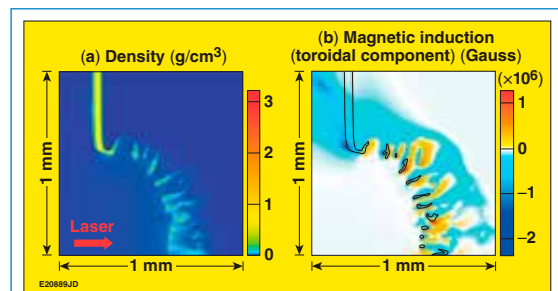 (a) Density (g/cm³)
(b) Magnetic induction
(toroidal component) (Gauss)
(×10⁶)
1 mm
3
2
1
0
Laser
1 mm
1 mm
1
0
−1
−2
1 mm
E20889JD